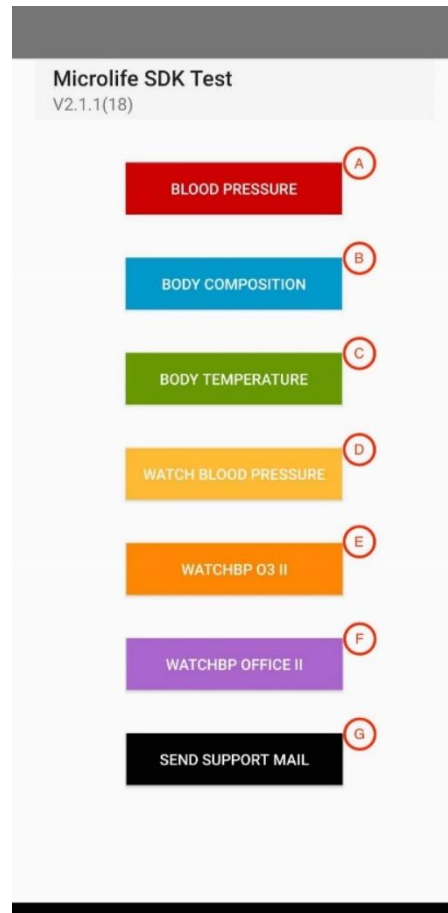 Microlife SDK Test
V2.1.1(18)
A
BLOOD PRESSURE
B
BODY COMPOSITION
C
BODY TEMPERATURE
D
WATCH BLOOD PRESSURE
E
WATCHBP O3 II
F
WATCHBP OFFICE II
G
SEND SUPPORT MAIL